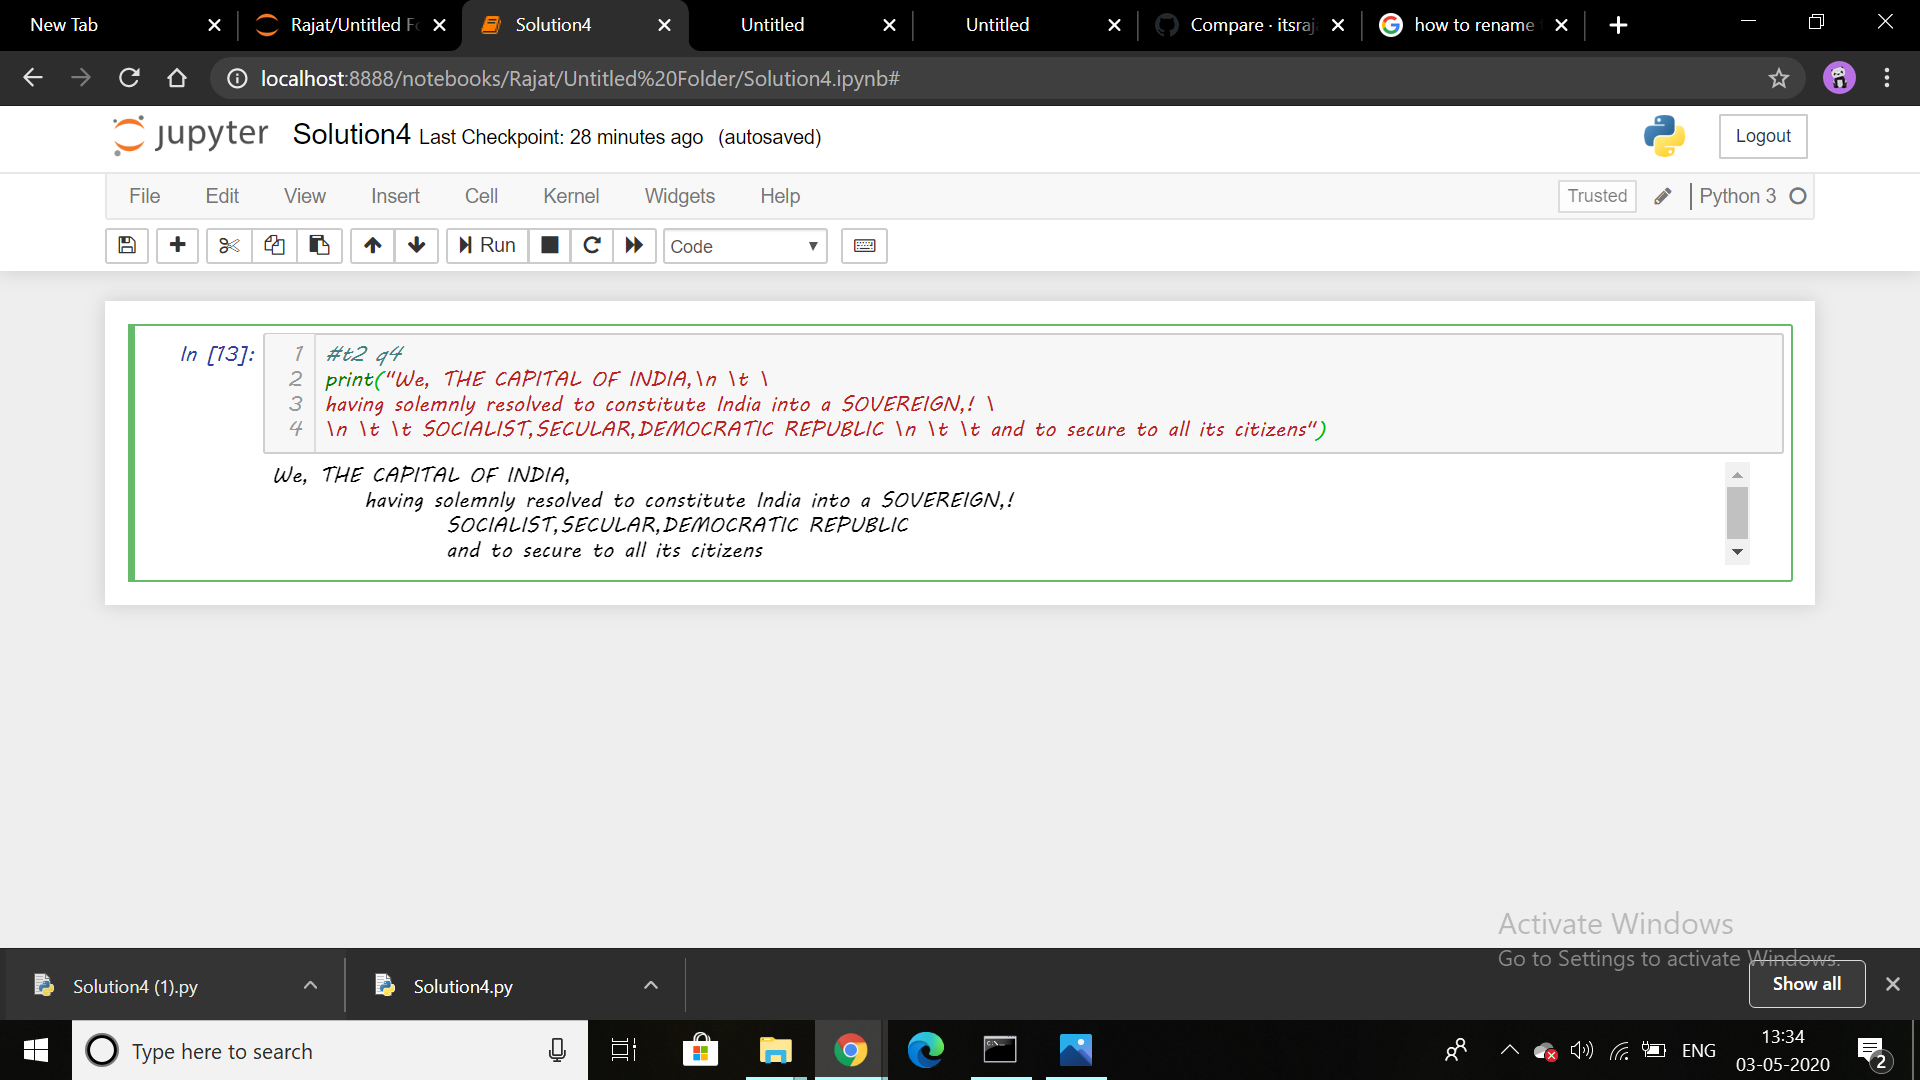 New Tab
Rajat/Untitled Fo
Solution4
Untitled
Untitled
Compare · itsraj
how to rename
localhost:8888/notebooks/Rajat/Untitled%20Folder/Solution4.ipynb#
jupyter Solution4 Last Checkpoint: 28 minutes ago (autosaved)
Logout
File Edit View Insert Cell Kernel Widgets Help
Trusted
Python 3
Run
Code
In [13]:
1 #t2 q4
2 print("We, THE CAPITAL OF INDIA,\n \t \
3 having solemnly resolved to constitute India into a SOVEREIGN,! \
4 \n \t \t SOCIALIST,SECULAR,DEMOCRATIC REPUBLIC \n \t \t and to secure to all its citizens")
We, THE CAPITAL OF INDIA,
having solemnly resolved to constitute India into a SOVEREIGN,!
SOCIALIST,SECULAR,DEMOCRATIC REPUBLIC
and to secure to all its citizens
Activate Windows
Go to Settings to activate Windows.
Solution4 (1).py
Solution4.py
Show all
Type here to search
ENG
13:34
03-05-2020
2